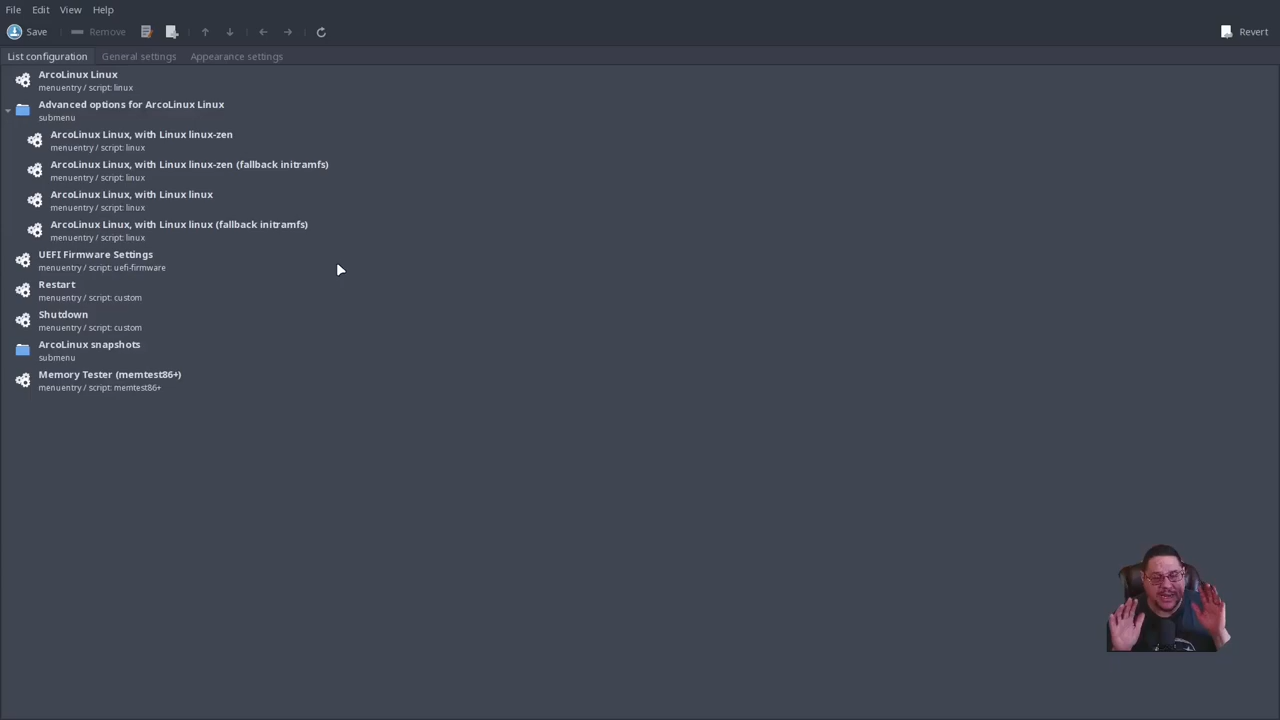 File Edit View Help
Save Remove Revert
List configuration General settings Appearance settings
ArcoLinux Linux
menuentry / script: linux
Advanced options for ArcoLinux Linux
submenu
ArcoLinux Linux, with Linux linux-zen
menuentry / script: linux
ArcoLinux Linux, with Linux linux-zen (fallback initramfs)
menuentry / script: linux
ArcoLinux Linux, with Linux linux
menuentry / script: linux
ArcoLinux Linux, with Linux linux (fallback initramfs)
menuentry / script: linux
UEFI Firmware Settings
menuentry / script: uefi-firmware
Restart
menuentry / script: custom
Shutdown
menuentry / script: custom
ArcoLinux snapshots
submenu
Memory Tester (memtest86+)
menuentry / script: memtest86+